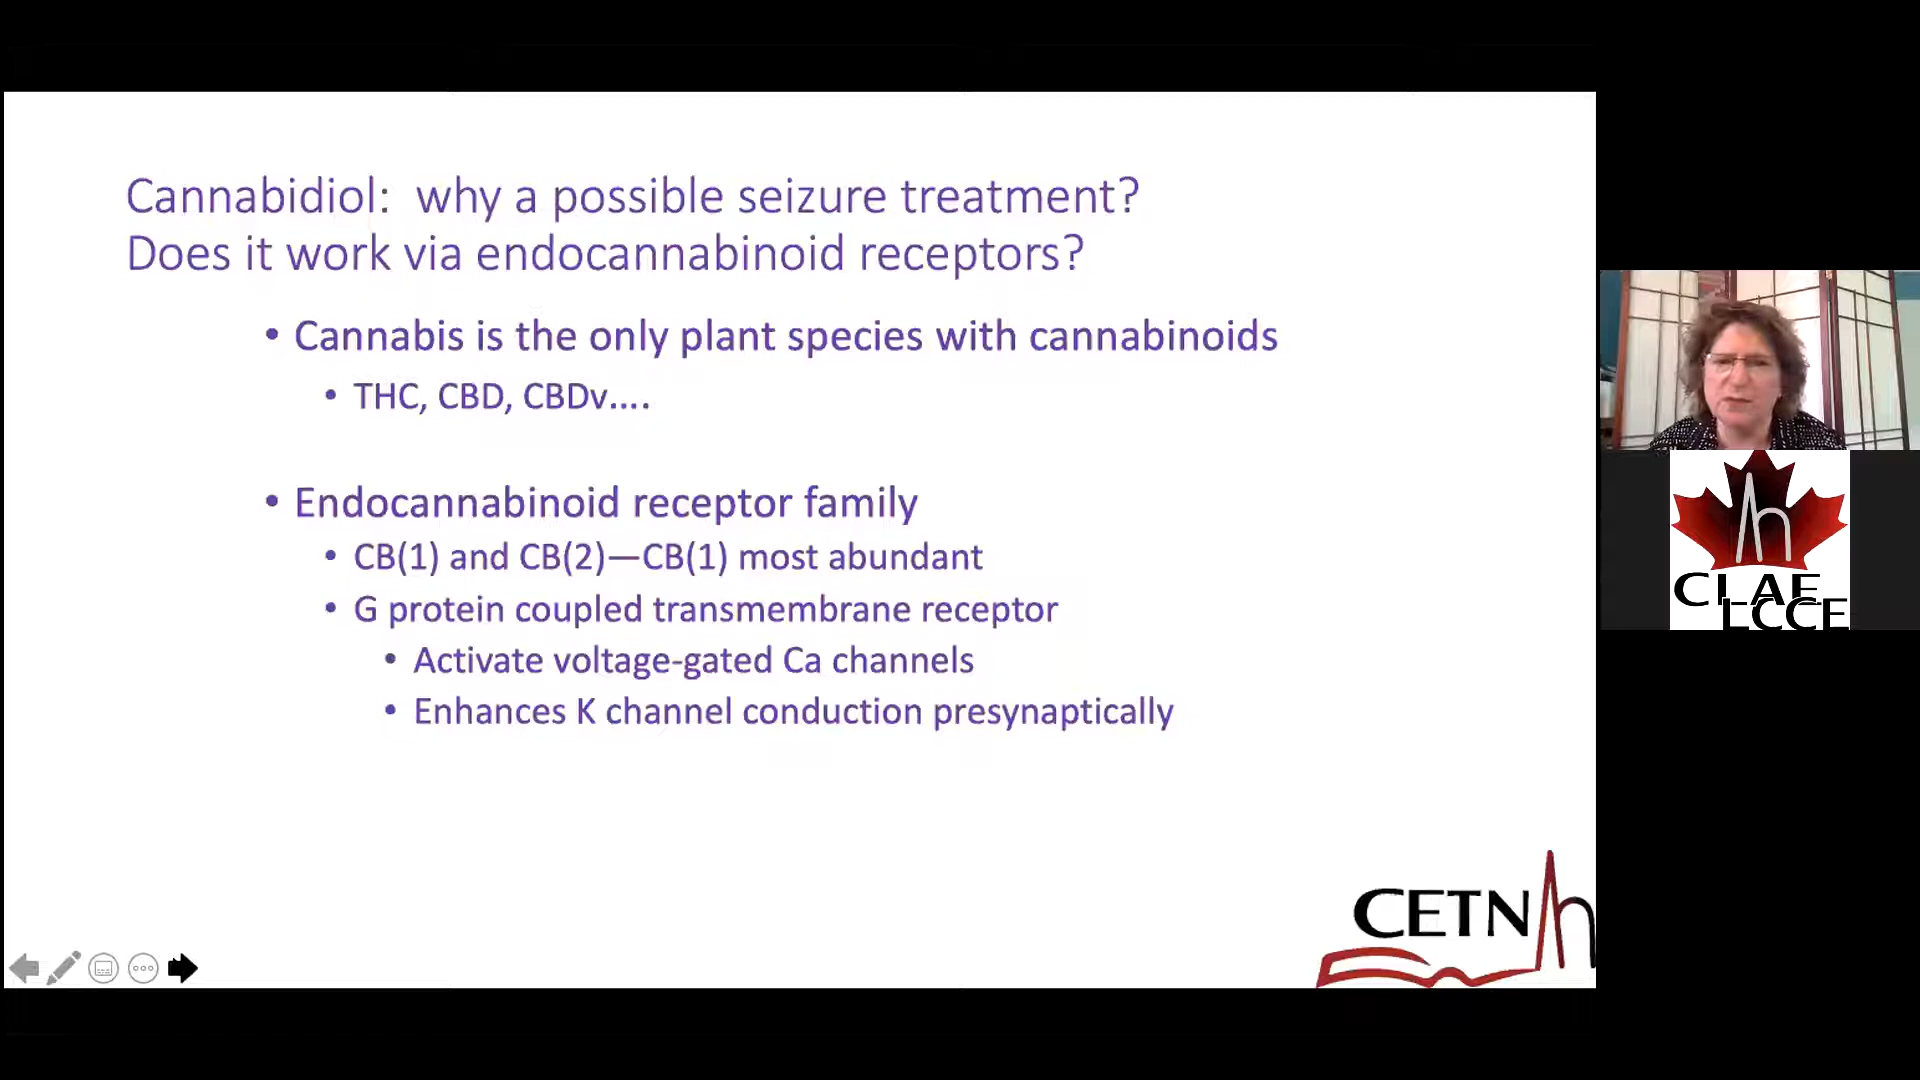 Cannabidiol: why a possible seizure treatment?
Does it work via endocannabinoid receptors?
• Cannabis is the only plant species with cannabinoids
• THC, CBD, CBDv....
• Endocannabinoid receptor family
• CB(1) and CB(2)—CB(1) most abundant
• G protein coupled transmembrane receptor
• Activate voltage-gated Ca channels
• Enhances K channel conduction presynaptically
CETN
CLAE
LCCE